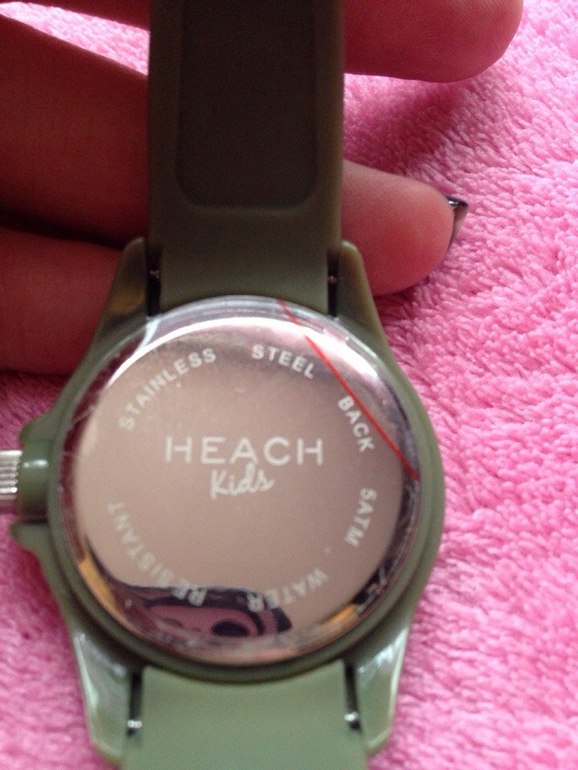 HEACH
Kids
STAINLESS STEEL BACK 5ATM WATER RESISTANT